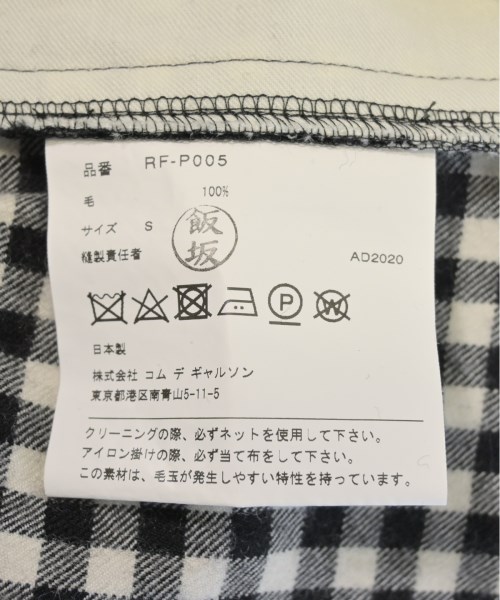 品番 RF-P005
毛 100%
サイズ S
縫製責任者 飯坂 AD2020
P W
日本製
株式会社 コム デ ギャルソン
東京都港区南青山5-11-5
クリーニングの際、必ずネットを使用して下さい。
アイロン掛けの際、必ず当て布をして下さい。
この素材は、毛玉が発生しやすい特性を持っています。